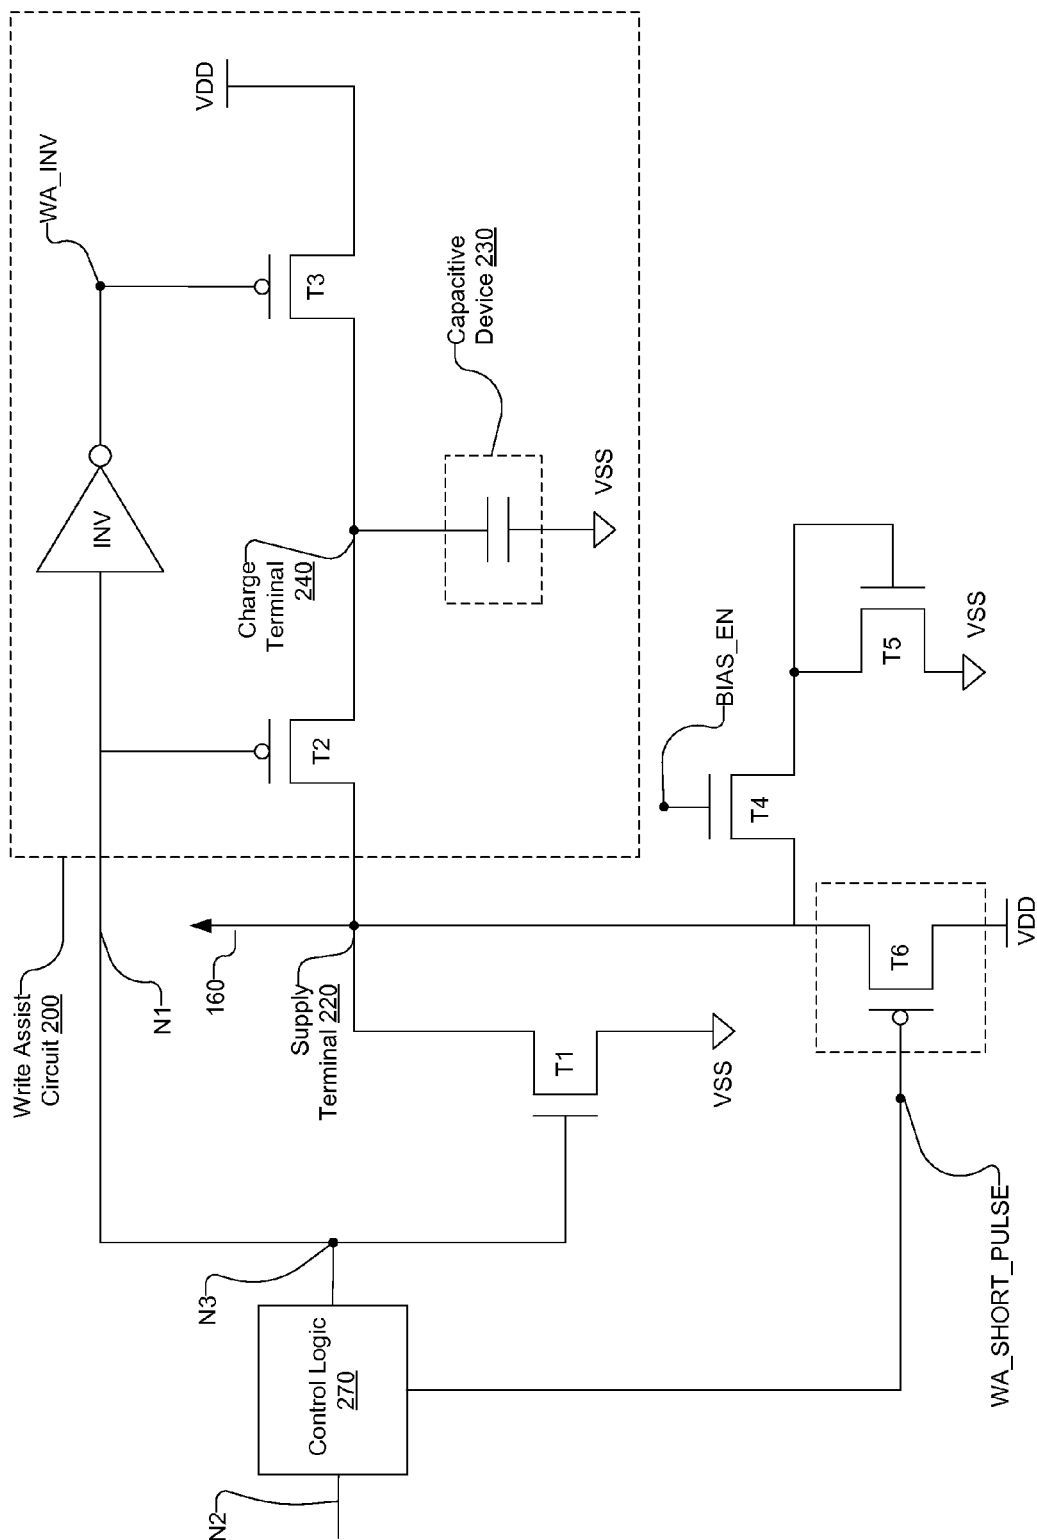 Write Assist
Circuit 200
WA_INV
VDD
INV
T3
Capacitive
Device 230
Charge
Terminal
240
VSS
T2
N1
160
Supply
Terminal 220
BIAS_EN
T4
T5
VSS
T1
VSS
T6
VDD
N3
Control Logic
270
N2
WA_SHORT_PULSE